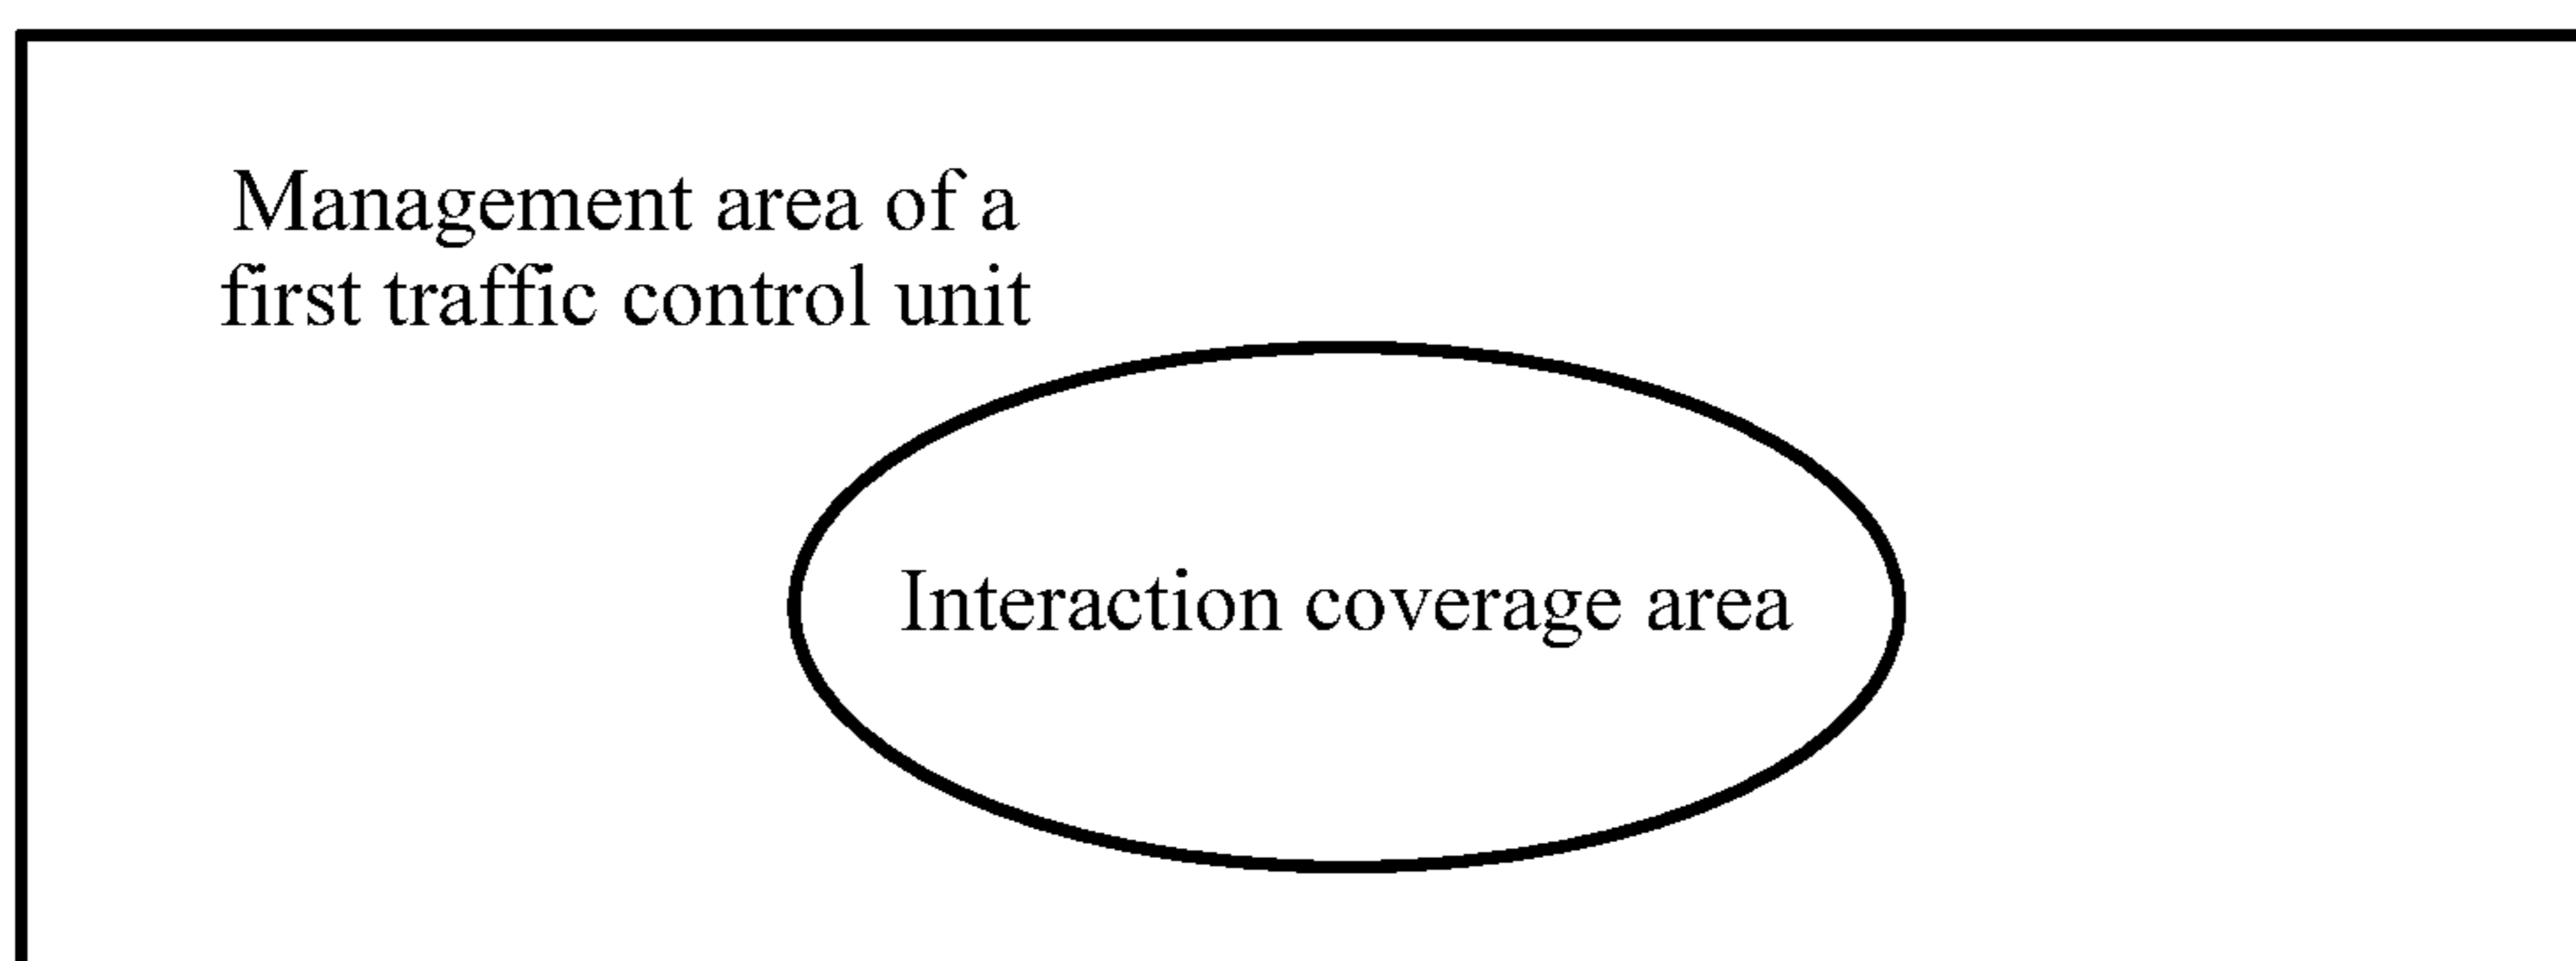 Management area of a
first traffic control unit
Interaction coverage area